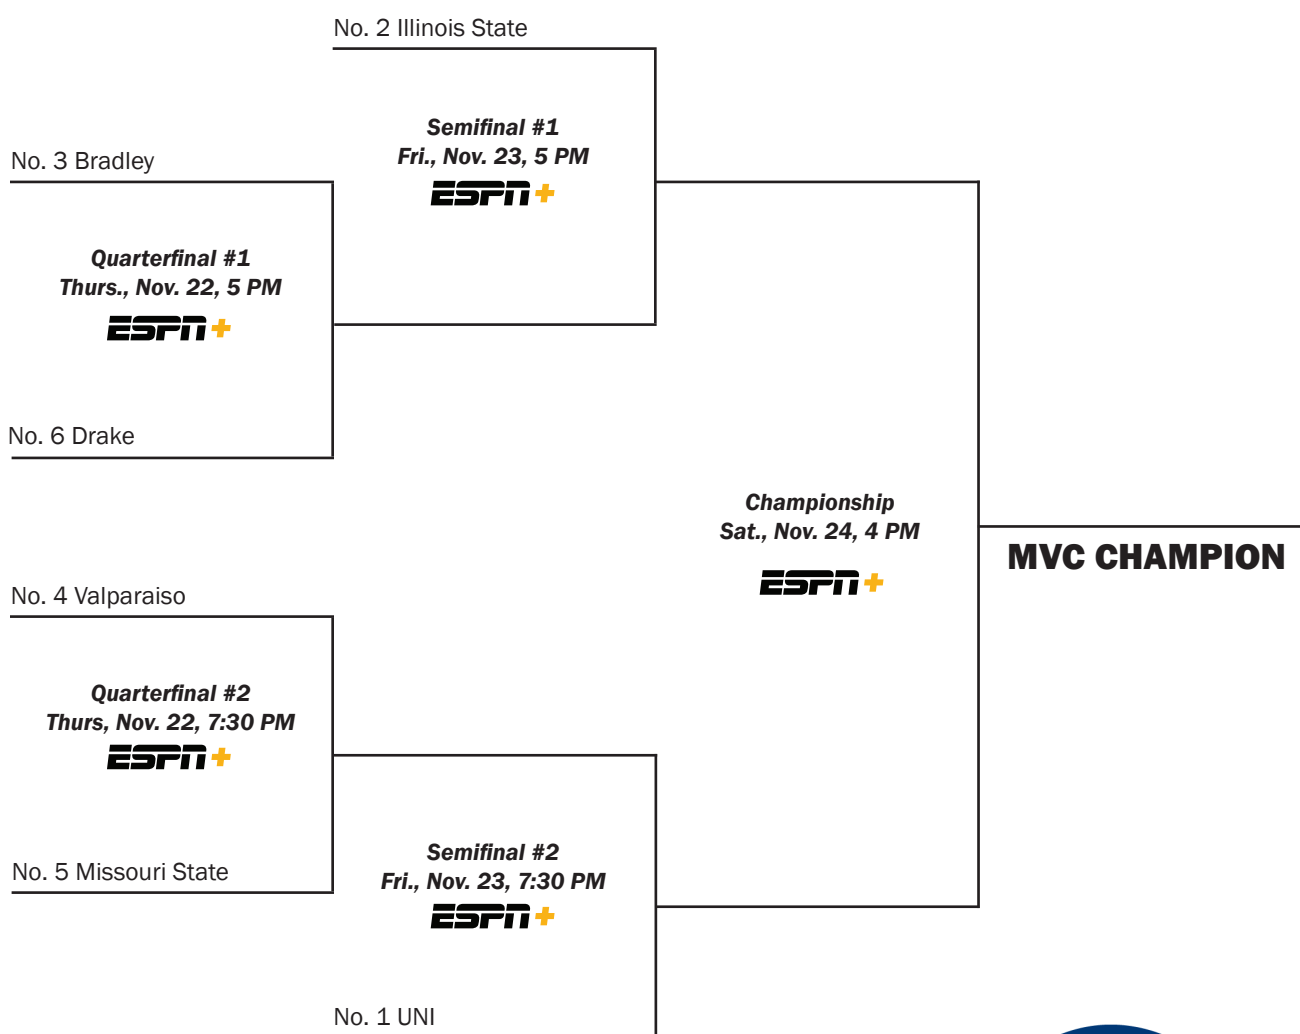 No. 2 Illinois State
Semifinal #1
Fri., Nov. 23, 5 PM
ESPN+
No. 3 Bradley
Quarterfinal #1
Thurs., Nov. 22, 5 PM
ESPN+
No. 6 Drake
Championship
Sat., Nov. 24, 4 PM
ESPN+
MVC CHAMPION
No. 4 Valparaiso
Quarterfinal #2
Thurs, Nov. 22, 7:30 PM
ESPN+
No. 5 Missouri State
Semifinal #2
Fri., Nov. 23, 7:30 PM
ESPN+
No. 1 UNI